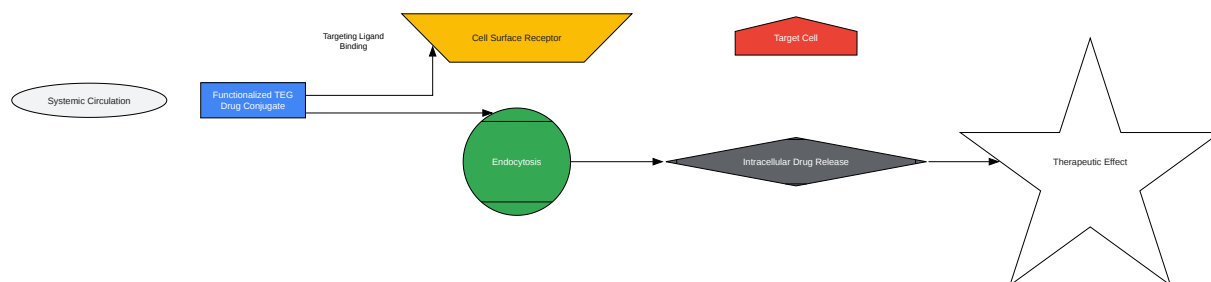 Systemic Circulation
Functionalized TEG
Drug Conjugate
Targeting Ligand
Binding
Cell Surface Receptor
Target Cell
Endocytosis
Intracellular Drug Release
Therapeutic Effect